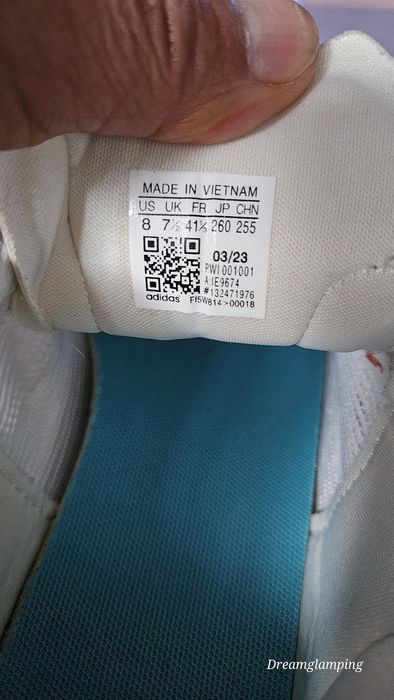 MADE IN VIETNAM
US UK FR JP CHN
8 7½ 41⅓ 260 255
03/23
PWI 001001
A IE9674
#132471976
adidas F15W814>00018
Dreamglamping